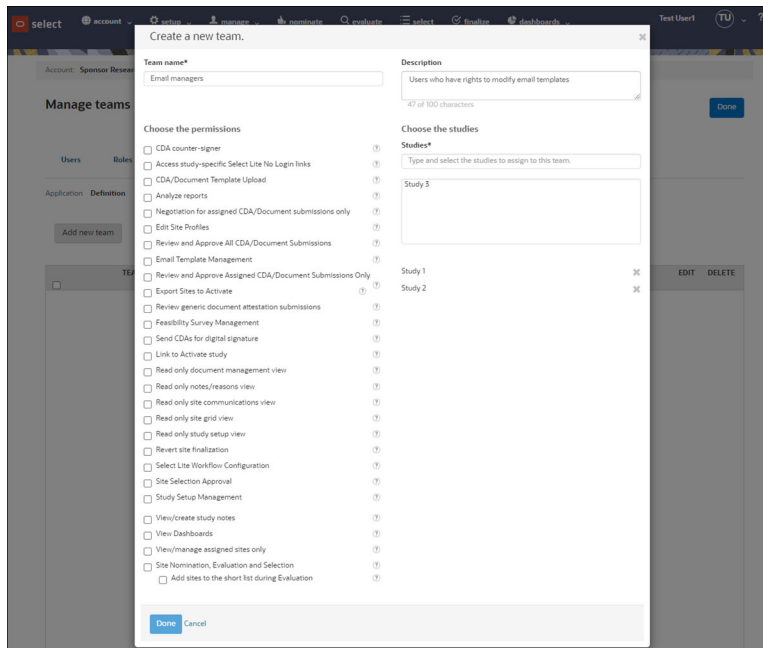 select
account
setup
manage
nominate
evaluate
select
finalize
dashboards
Test User1
TU
?
Create a new team.
Account: Sponsor Resear
Manage teams
Done
Users
Roles
Application Definition
Add new team
TEA
EDIT DELETE
Team name*
Email managers
Description
Users who have rights to modify email templates
47 of 100 characters
Choose the permissions
CDA counter-signer ?
Access study-specific Select Lite No Login links ?
CDA/Document Template Upload ?
Analyze reports ?
Negotiation for assigned CDA/Document submissions only ?
Edit Site Profiles ?
Review and Approve All CDA/Document Submissions ?
Email Template Management ?
Review and Approve Assigned CDA/Document Submissions Only ?
Export Sites to Activate ?
Review generic document attestation submissions ?
Feasibility Survey Management ?
Send CDAs for digital signature ?
Link to Activate study ?
Read only document management view ?
Read only notes/reasons view ?
Read only site communications view ?
Read only site grid view ?
Read only study setup view ?
Revert site finalization ?
Select Lite Workflow Configuration ?
Site Selection Approval ?
Study Setup Management ?
View/create study notes ?
View Dashboards ?
View/manage assigned sites only ?
Site Nomination, Evaluation and Selection ?
Add sites to the short list during Evaluation ?
Choose the studies
Studies*
Type and select the studies to assign to this team.
Study 3
Study 1
Study 2
Done Cancel